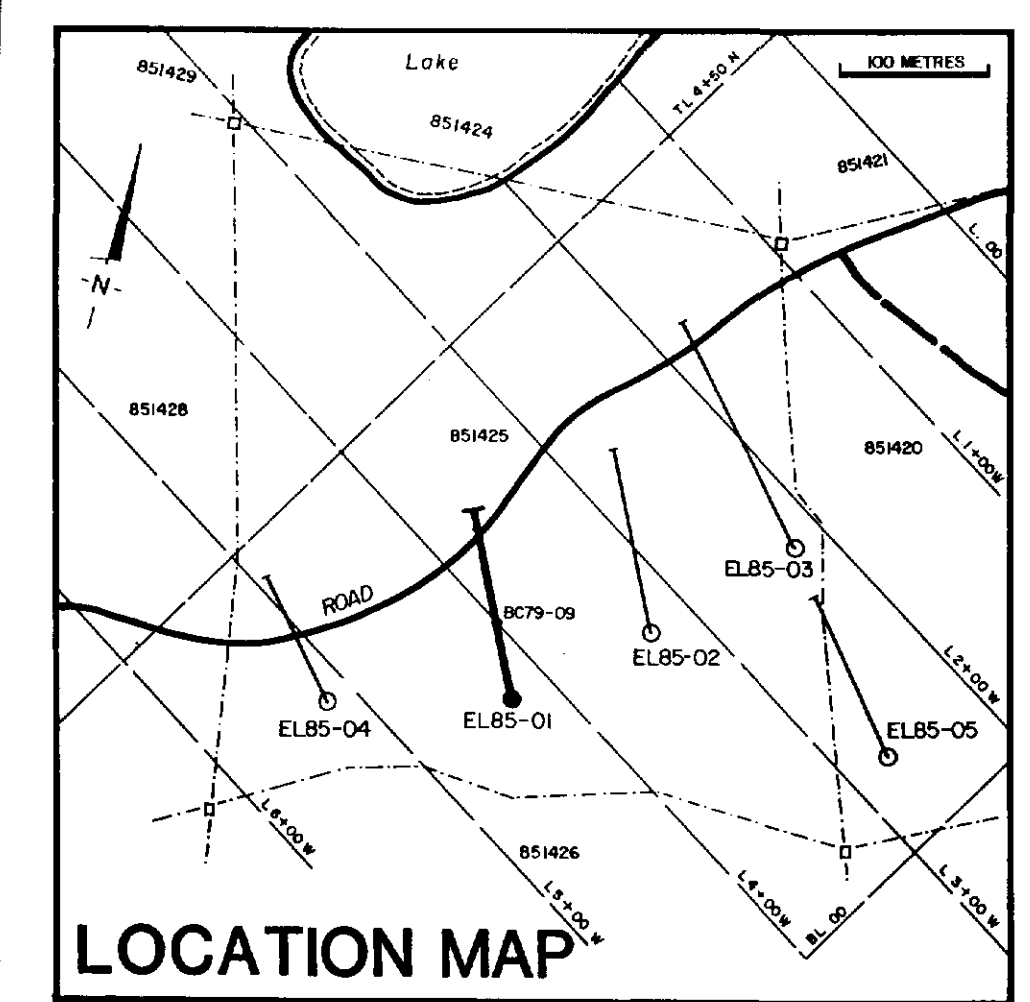 Lake
100 METRES
851429
TL 4+50 N
851424
851421
L. 00
N
851428
851425
851420
L 1+00W
EL85-03
ROAD
BC79-09
EL85-02
L 2+00 W
EL85-04
EL85-01
EL85-05
L 6+00 W
851426
L 5+00 W
L 4+00W
BL 00
L 3+00 W
LOCATION MAP